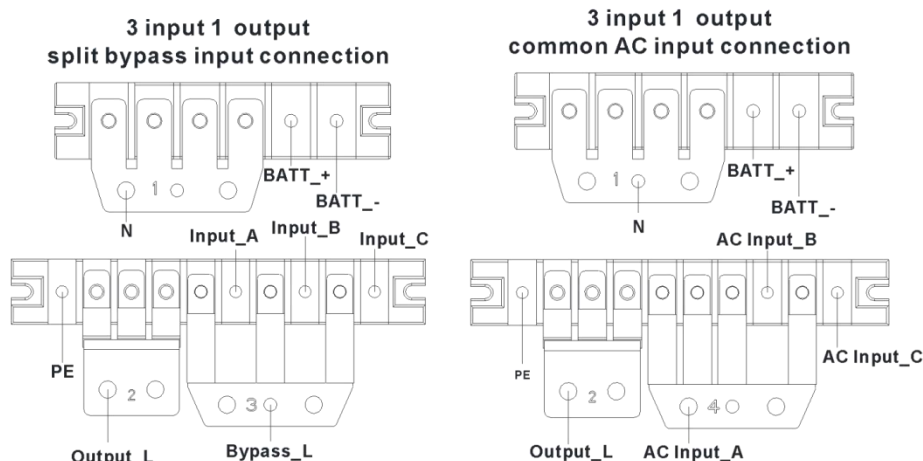 3 input 1 output
split bypass input connection
BATT_+
BATT_-
1
N
Input_A
Input_B
Input_C
PE
2
3
Output_L
Bypass_L
3 input 1 output
common AC input connection
BATT_+
BATT_-
1
N
AC Input_B
PE
AC Input_C
2
4
Output_L
AC Input_A